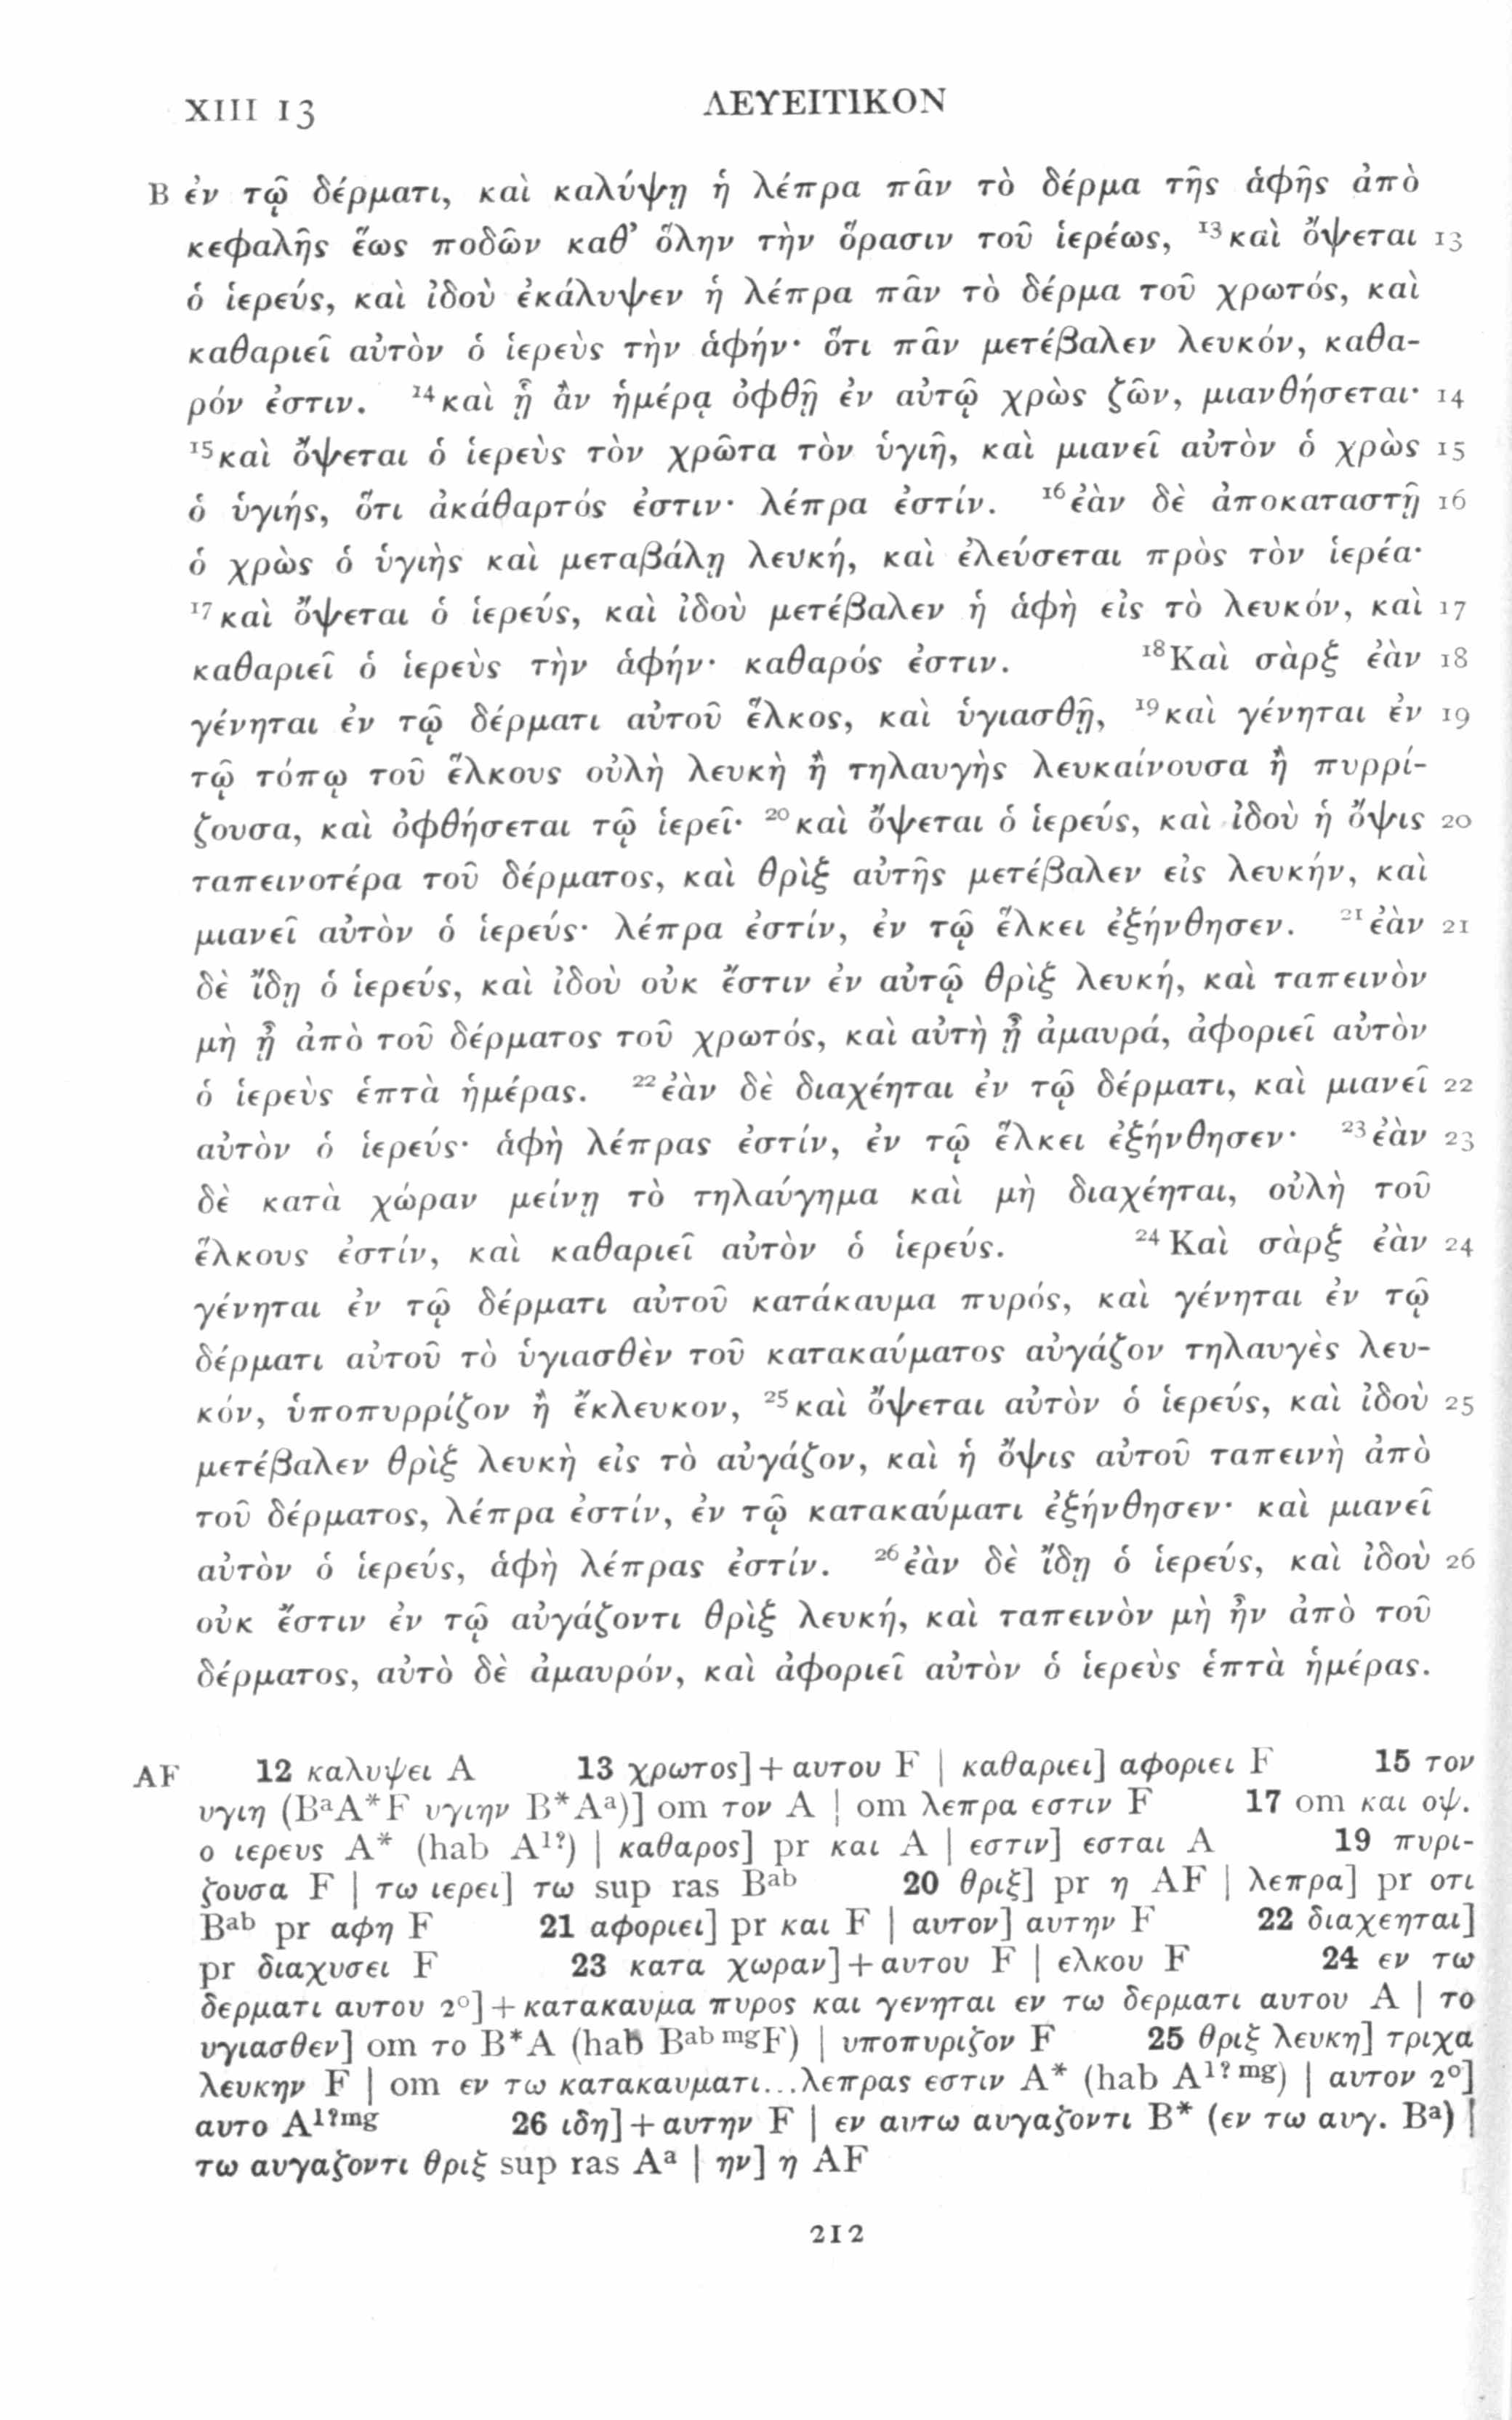 XIII 13 ΛΕΥΕΙΤΙΚΟΝ
B ἐν τῷ δέρματι, καὶ καλύψῃ ἡ λέπρα πᾶν τὸ δέρμα τῆς ἁφῆς ἀπὸ
κεφαλῆς ἕως ποδῶν καθ’ ὅλην τὴν ὅρασιν τοῦ ἱερέως, ¹³καὶ ὄψεται 13
ὁ ἱερεύς, καὶ ἰδοὺ ἐκάλυψεν ἡ λέπρα πᾶν τὸ δέρμα τοῦ χρωτός, καὶ
καθαριεῖ αὐτὸν ὁ ἱερεὺς τὴν ἁφήν· ὅτι πᾶν μετέβαλεν λευκόν, καθα-
ρόν ἐστιν. ¹⁴καὶ ᾗ ἂν ἡμέρᾳ ὀφθῇ ἐν αὐτῷ χρὼς ζῶν, μιανθήσεται· 14
¹⁵καὶ ὄψεται ὁ ἱερεὺς τὸν χρῶτα τὸν ὑγιῆ, καὶ μιανεῖ αὐτὸν ὁ χρὼς 15
ὁ ὑγιής, ὅτι ἀκάθαρτός ἐστιν· λέπρα ἐστίν. ¹⁶ἐὰν δὲ ἀποκαταστῇ 16
ὁ χρὼς ὁ ὑγιὴς καὶ μεταβάλῃ λευκή, καὶ ἐλεύσεται πρὸς τὸν ἱερέα·
¹⁷καὶ ὄψεται ὁ ἱερεύς, καὶ ἰδοὺ μετέβαλεν ἡ ἁφὴ εἰς τὸ λευκόν, καὶ 17
καθαριεῖ ὁ ἱερεὺς τὴν ἁφήν· καθαρός ἐστιν. ¹⁸Καὶ σὰρξ ἐὰν 18
γένηται ἐν τῷ δέρματι αὐτοῦ ἕλκος, καὶ ὑγιασθῇ, ¹⁹καὶ γένηται ἐν 19
τῷ τόπῳ τοῦ ἕλκους οὐλὴ λευκὴ ἢ τηλαυγὴς λευκαίνουσα ἢ πυρρί-
ζουσα, καὶ ὀφθήσεται τῷ ἱερεῖ· ²⁰καὶ ὄψεται ὁ ἱερεύς, καὶ ἰδοὺ ἡ ὄψις 20
ταπεινοτέρα τοῦ δέρματος, καὶ θρὶξ αὐτῆς μετέβαλεν εἰς λευκήν, καὶ
μιανεῖ αὐτὸν ὁ ἱερεύς· λέπρα ἐστίν, ἐν τῷ ἕλκει ἐξήνθησεν. ²¹ἐὰν 21
δὲ ἴδῃ ὁ ἱερεύς, καὶ ἰδοὺ οὐκ ἔστιν ἐν αὐτῷ θρὶξ λευκή, καὶ ταπεινὸν
μὴ ᾖ ἀπὸ τοῦ δέρματος τοῦ χρωτός, καὶ αὐτὴ ᾖ ἀμαυρά, ἀφοριεῖ αὐτὸν
ὁ ἱερεὺς ἑπτὰ ἡμέρας. ²²ἐὰν δὲ διαχέηται ἐν τῷ δέρματι, καὶ μιανεῖ 22
αὐτὸν ὁ ἱερεύς· ἁφὴ λέπρας ἐστίν, ἐν τῷ ἕλκει ἐξήνθησεν· ²³ἐὰν 23
δὲ κατὰ χώραν μείνῃ τὸ τηλαύγημα καὶ μὴ διαχέηται, οὐλὴ τοῦ
ἕλκους ἐστίν, καὶ καθαριεῖ αὐτὸν ὁ ἱερεύς. ²⁴Καὶ σὰρξ ἐὰν 24
γένηται ἐν τῷ δέρματι αὐτοῦ κατάκαυμα πυρός, καὶ γένηται ἐν τῷ
δέρματι αὐτοῦ τὸ ὑγιασθὲν τοῦ κατακαύματος αὐγάζον τηλαυγὲς λευ-
κόν, ὑποπυρρίζον ἢ ἔκλευκον, ²⁵καὶ ὄψεται αὐτὸν ὁ ἱερεύς, καὶ ἰδοὺ 25
μετέβαλεν θρὶξ λευκὴ εἰς τὸ αὐγάζον, καὶ ἡ ὄψις αὐτοῦ ταπεινὴ ἀπὸ
τοῦ δέρματος, λέπρα ἐστίν, ἐν τῷ κατακαύματι ἐξήνθησεν· καὶ μιανεῖ
αὐτὸν ὁ ἱερεύς, ἁφὴ λέπρας ἐστίν. ²⁶ἐὰν δὲ ἴδῃ ὁ ἱερεύς, καὶ ἰδοὺ 26
οὐκ ἔστιν ἐν τῷ αὐγάζοντι θρὶξ λευκή, καὶ ταπεινὸν μὴ ἦν ἀπὸ τοῦ
δέρματος, αὐτὸ δὲ ἀμαυρόν, καὶ ἀφοριεῖ αὐτὸν ὁ ἱερεὺς ἑπτὰ ἡμέρας.
AF 12 καλυψει A 13 χρωτος]+αυτου F | καθαριει] αφοριει F 15 τον
υγιη (BᵃA*F υγιην B*Aᵃ)] om τον A | om λεπρα εστιν F 17 om και οψ.
ο ιερευς A* (hab A¹ˀ) | καθαρος] pr και A | εστιν] εσται A 19 πυρι-
ζουσα F | τω ιερει] τω sup ras Bᵃᵇ 20 θριξ] pr η AF | λεπρα] pr οτι
Bᵃᵇ pr αφη F 21 αφοριει] pr και F | αυτον] αυτην F 22 διαχεηται]
pr διαχυσει F 23 κατα χωραν]+αυτου F | ελκου F 24 εν τω
δερματι αυτου 2º]+κατακαυμα πυρος και γενηται εν τω δερματι αυτου A | το
υγιασθεν] om το B*A (hab Bᵃᵇ ᵐᵍF) | υποπυριζον F 25 θριξ λευκη] τριχα
λευκην F | om εν τω κατακαυματι...λεπρας εστιν A* (hab A¹ˀ ᵐᵍ) | αυτον 2º]
αυτο A¹ˀᵐᵍ 26 ιδη]+αυτην F | εν αυτω αυγαζοντι B* (εν τω αυγ. Bᵃ) |
τω αυγαζοντι θριξ sup ras Aᵃ | ην] η AF
212